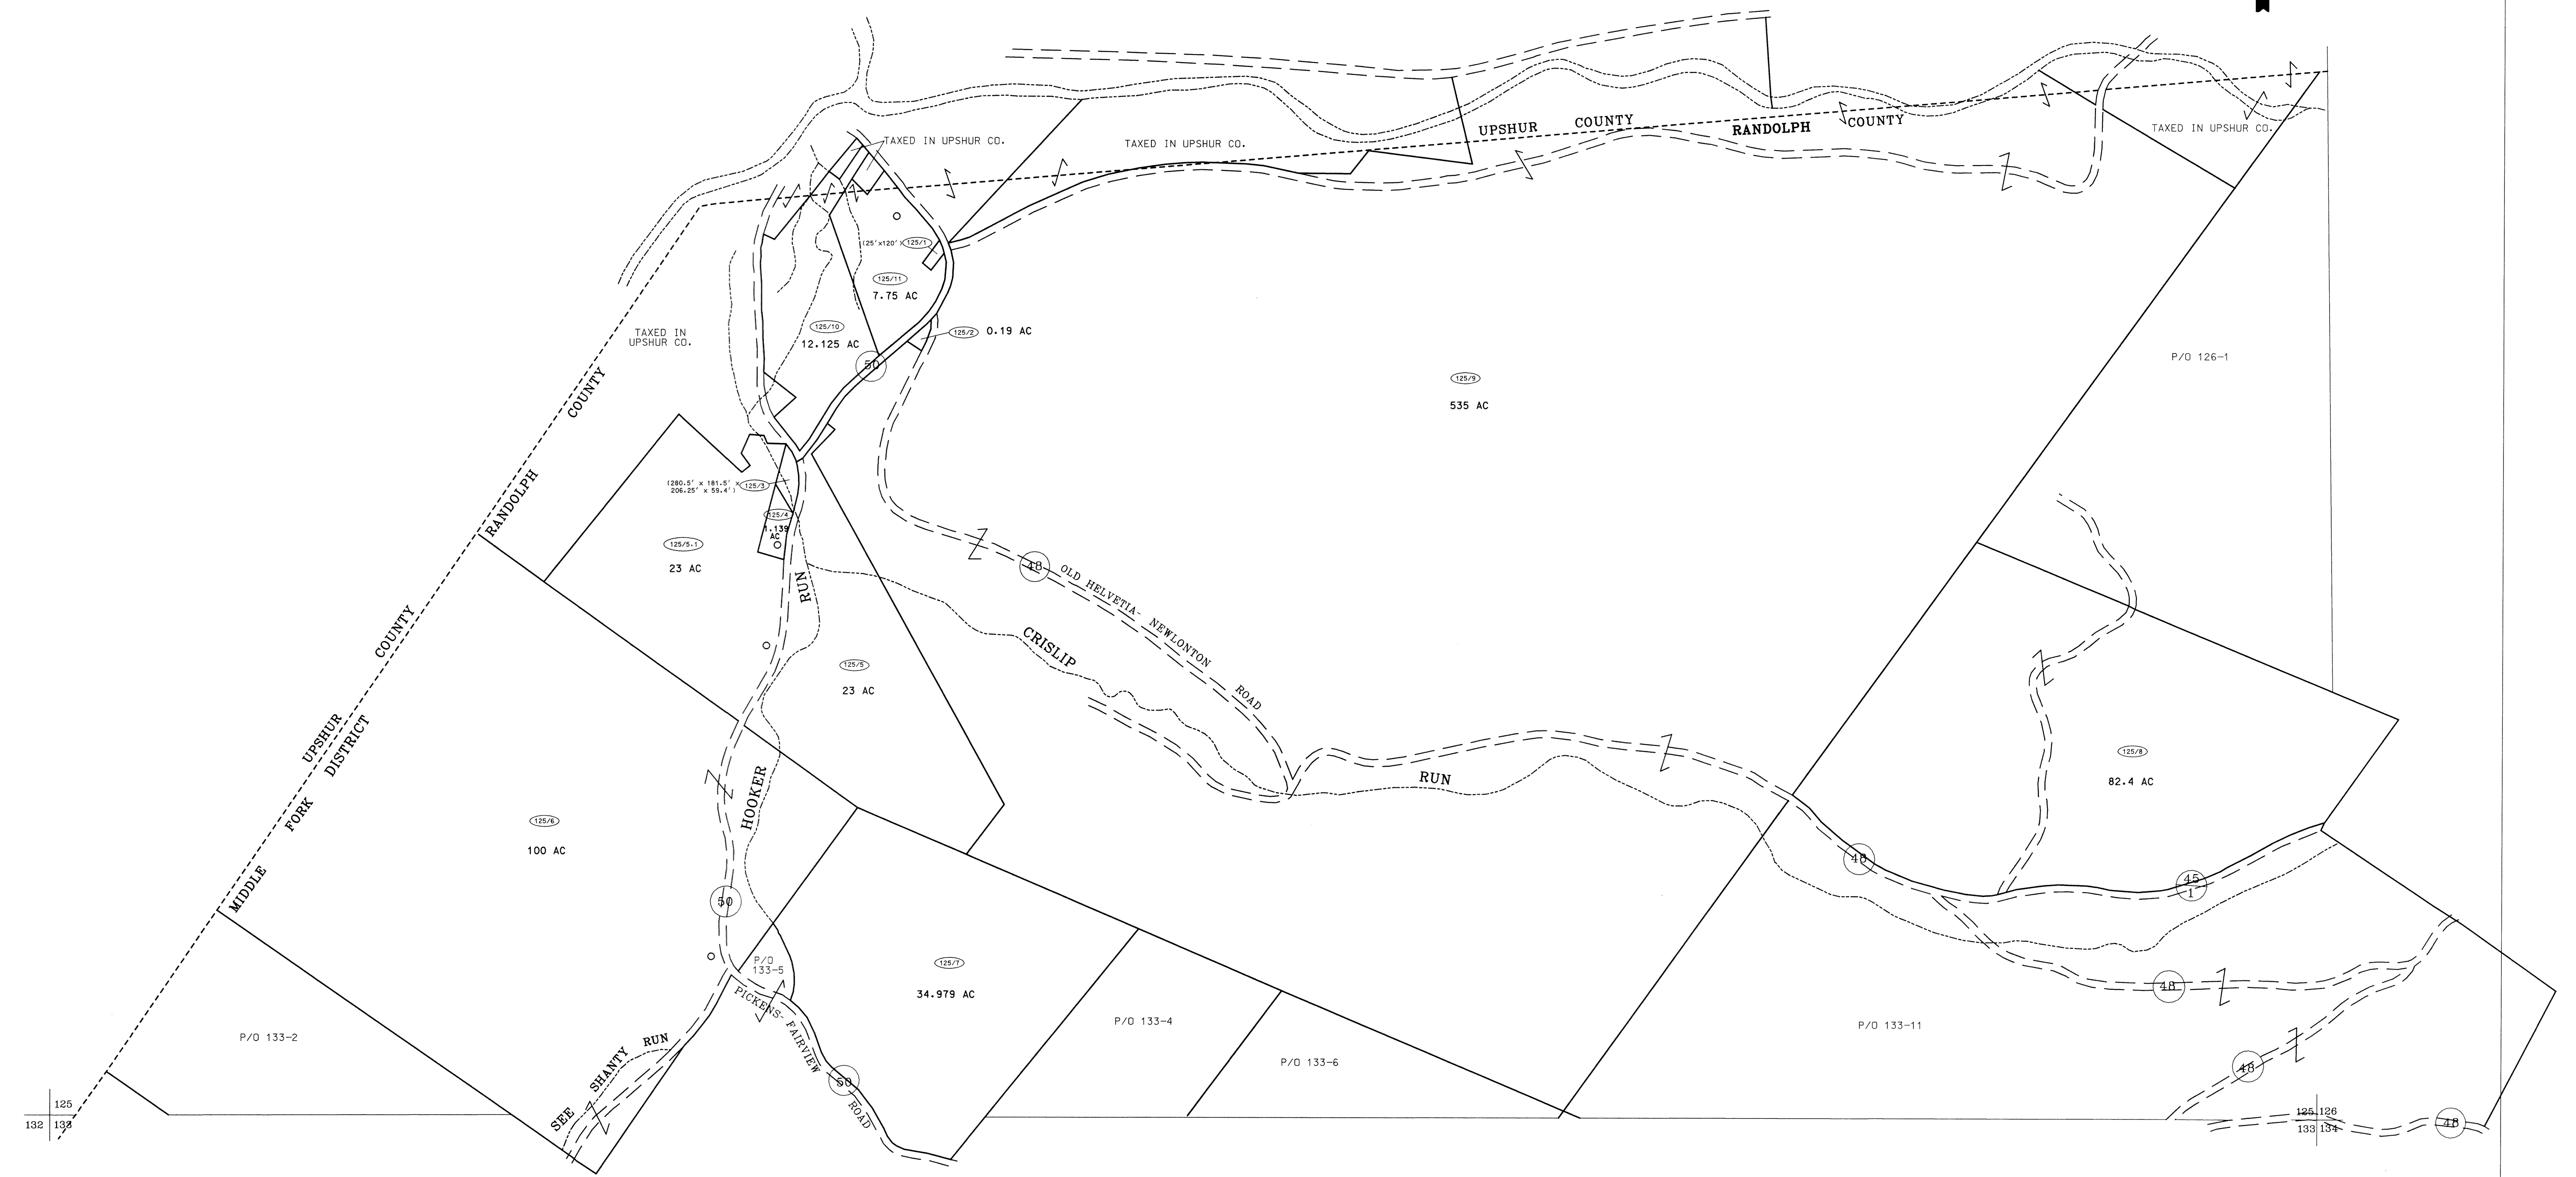 TAXED IN UPSHUR CO.
TAXED IN UPSHUR CO.
UPSHUR COUNTY
RANDOLPH COUNTY
TAXED IN UPSHUR CO.
(25'x120') 125/1
125/11
7.75 AC
125/10
12.125 AC
125/2 0.19 AC
50
TAXED IN
UPSHUR CO.
P/O 126-1
125/9
535 AC
RANDOLPH COUNTY
(280.5' x 181.5' x
206.25' x 59.4')
125/3
125/4
1.139
AC
125/5.1
23 AC
48
OLD HELVETIA- NEWLONTON ROAD
CRISLIP RUN
HOOKER RUN
125/5
23 AC
UPSHUR COUNTY
MIDDLE FORK DISTRICT
125/8
82.4 AC
125/6
100 AC
48
45
1
50
P/O
133-5
125/7
34.979 AC
48
PICKENS- FAIRVIEW ROAD
P/O 133-2
P/O 133-4
P/O 133-11
P/O 133-6
SEE SHANTY RUN
50
48
125
132 133
125 126
133 134
48